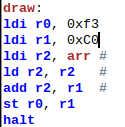 draw:
ldi r0, 0xf3
ldi r1, 0xC0
ldi r2, arr #
ld r2, r2 #
add r2, r1 #
st r0, r1
halt